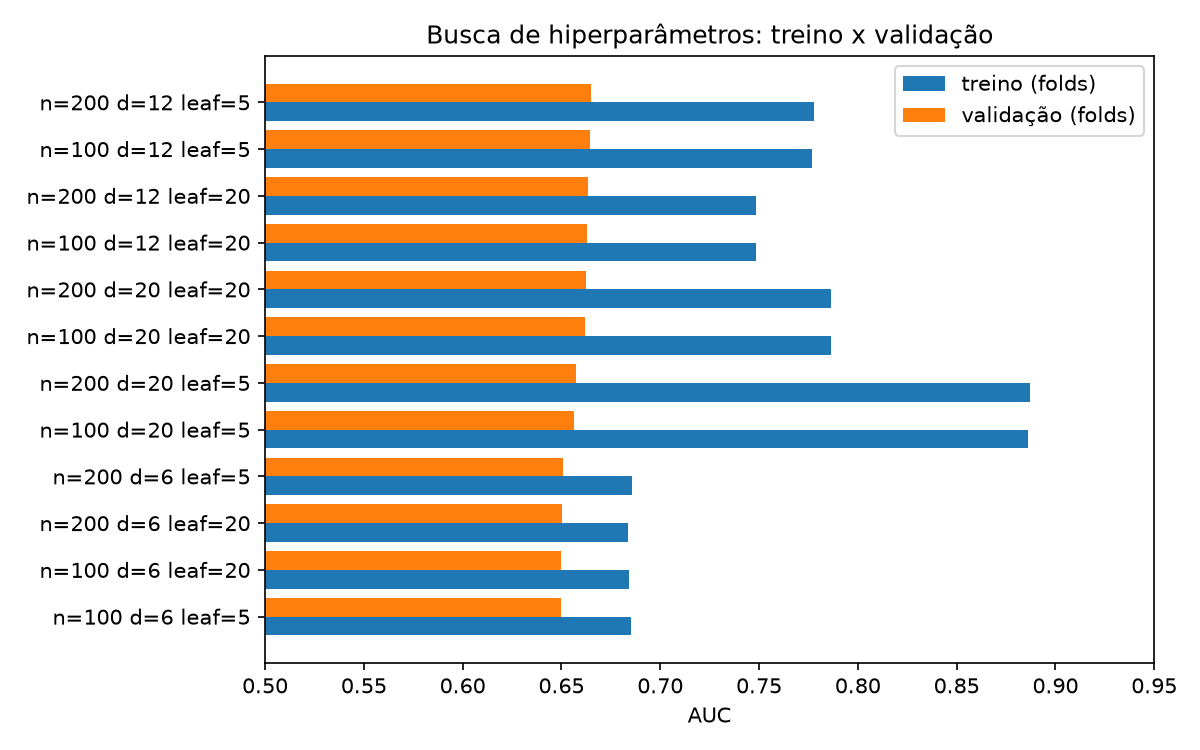 Busca de hiperparâmetros: treino x validação
treino (folds)
validação (folds)
n=200 d=12 leaf=5
n=100 d=12 leaf=5
n=200 d=12 leaf=20
n=100 d=12 leaf=20
n=200 d=20 leaf=20
n=100 d=20 leaf=20
n=200 d=20 leaf=5
n=100 d=20 leaf=5
n=200 d=6 leaf=5
n=200 d=6 leaf=20
n=100 d=6 leaf=20
n=100 d=6 leaf=5
0.50 0.55 0.60 0.65 0.70 0.75 0.80 0.85 0.90 0.95
AUC